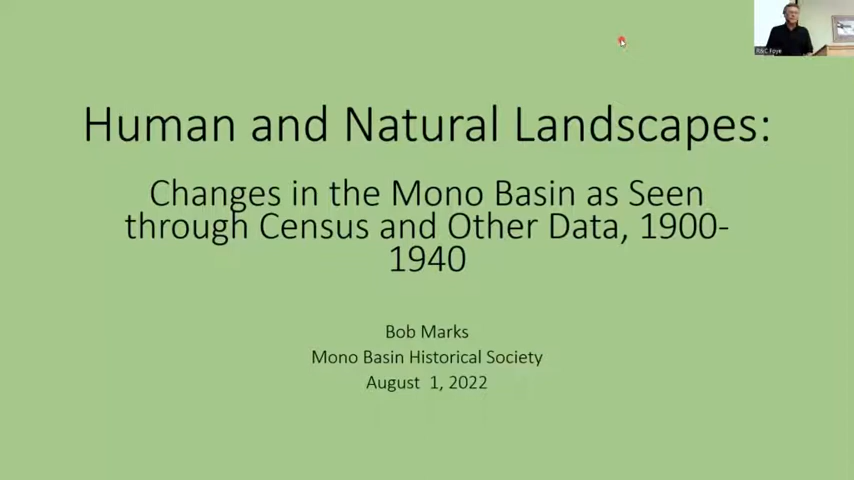 Human and Natural Landscapes:
Changes in the Mono Basin as Seen
through Census and Other Data, 1900-
1940
Bob Marks
Mono Basin Historical Society
August 1, 2022